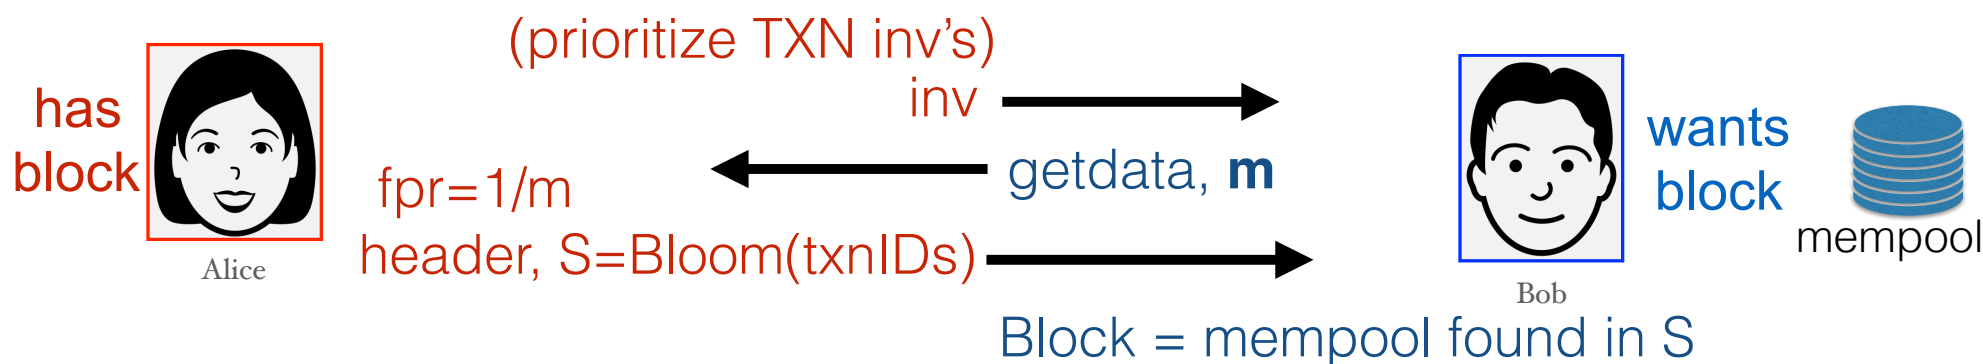 (prioritize TXN inv’s)
inv
has
block
getdata, m
wants
block
fpr=1/m
header, S=Bloom(txnIDs)
mempool
Alice
Bob
Block = mempool found in S